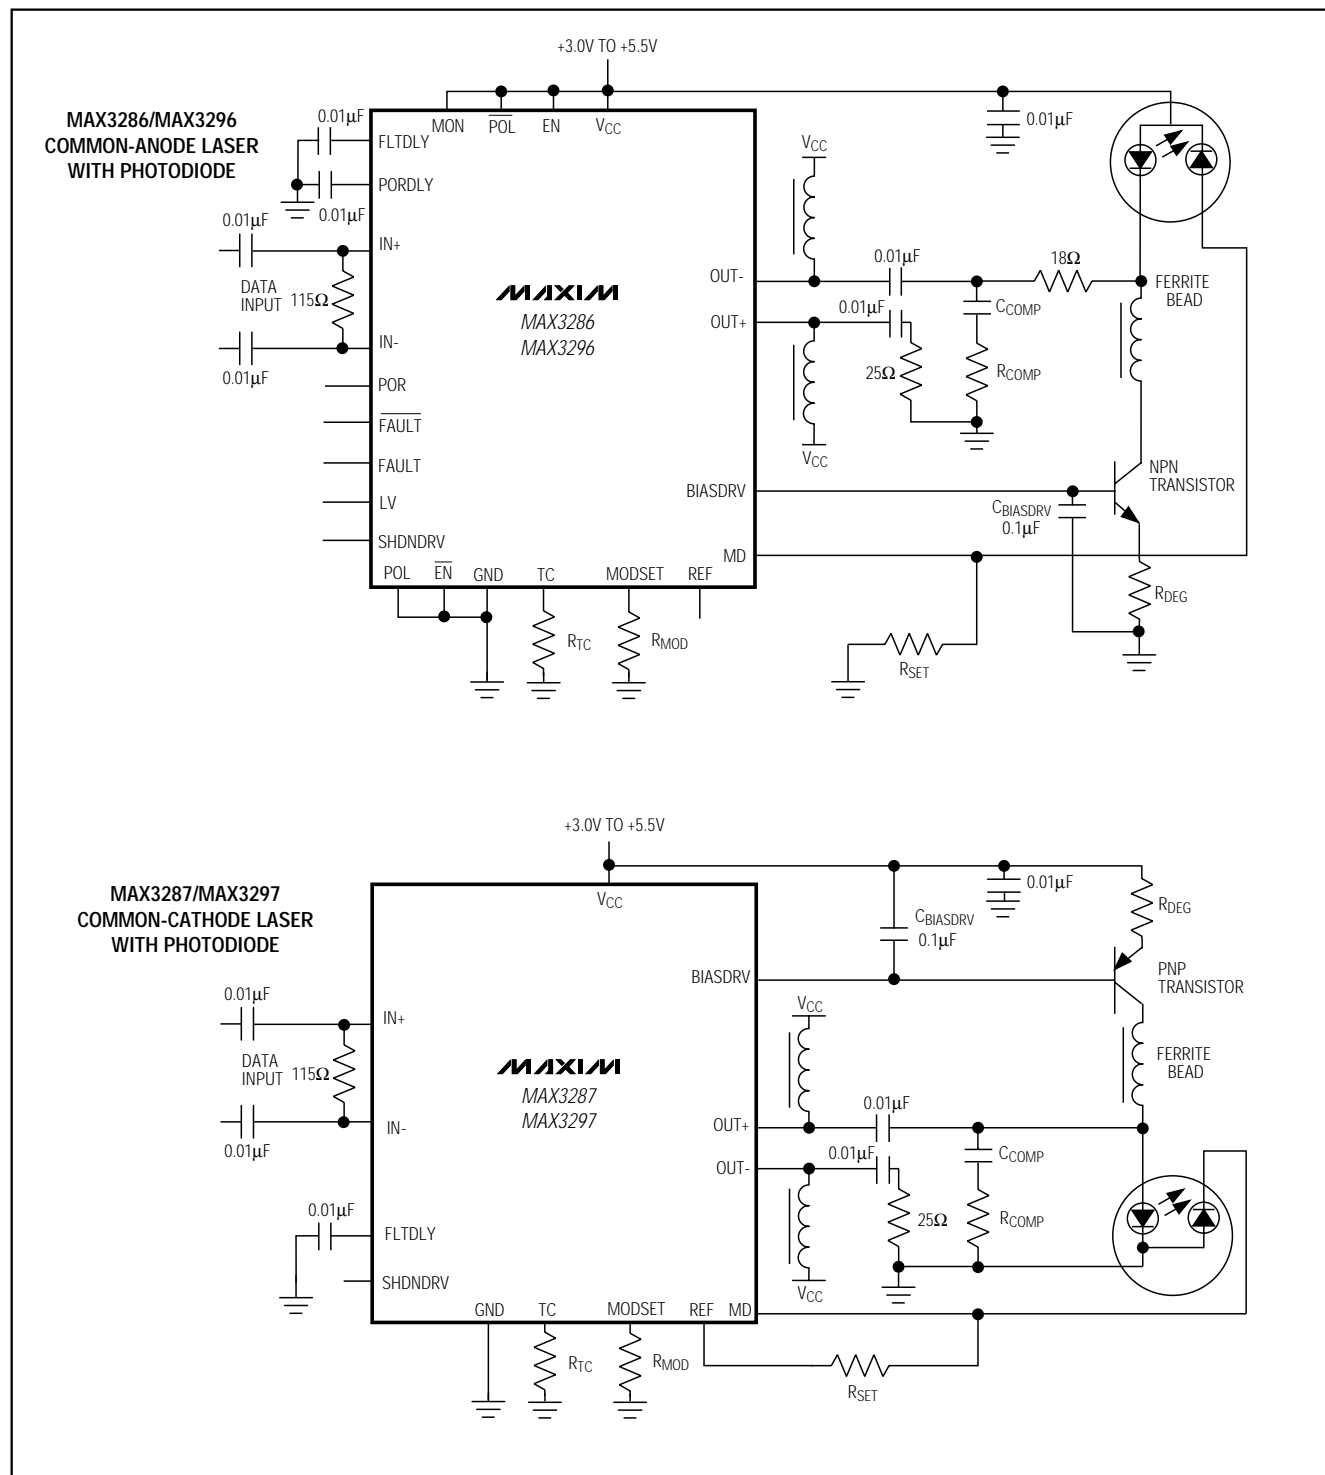 +3.0V TO +5.5V
MAX3286/MAX3296
COMMON-ANODE LASER
WITH PHOTODIODE
0.01μF
FLTDLY
MON
POL
EN
VCC
0.01μF
PORDLY
0.01μF
0.01μF
IN+
DATA
INPUT
115Ω
IN-
0.01μF
POR
FAULT
FAULT
LV
SHDNDRV
MAXIM
MAX3286
MAX3296
VCC
OUT-
0.01μF
18Ω
FERRITE
BEAD
OUT+
0.01μF
CCOMP
25Ω
RCOMP
VCC
BIASDRV
NPN
TRANSISTOR
CBIASDRV
0.1μF
MD
RDEG
POL
EN
GND
TC
MODSET
REF
RTC
RMOD
RSET
+3.0V TO +5.5V
MAX3287/MAX3297
COMMON-CATHODE LASER
WITH PHOTODIODE
VCC
0.01μF
RDEG
CBIASDRV
0.1μF
BIASDRV
PNP
TRANSISTOR
0.01μF
IN+
DATA
INPUT
115Ω
IN-
0.01μF
MAXIM
MAX3287
MAX3297
VCC
FERRITE
BEAD
OUT+
0.01μF
OUT-
0.01μF
CCOMP
25Ω
RCOMP
VCC
0.01μF
FLTDLY
SHDNDRV
GND
TC
MODSET
REF
MD
RTC
RMOD
RSET